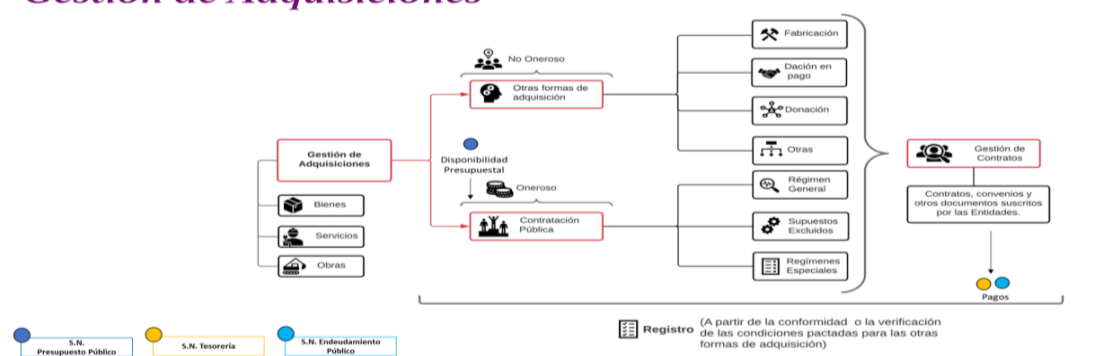 Gestión de Adquisiciones
No Oneroso
Otras formas de
adquisición
Fabricación
Dación en
pago
Donación
Otras
Gestión de
Adquisiciones
Bienes
Servicios
Obras
Disponibilidad
Presupuestal
Oneroso
Contratación
Pública
Régimen
General
Supuestos
Excluidos
Regímenes
Especiales
Gestión de
Contratos
Contratos, convenios y
otros documentos suscritos
por las Entidades.
Pagos
Registro
(A partir de la conformidad o la verificación
de las condiciones pactadas para las otras
formas de adquisición)
S.N.
Presupuesto Público
S.N. Tesorería
S.N. Endeudamiento
Público